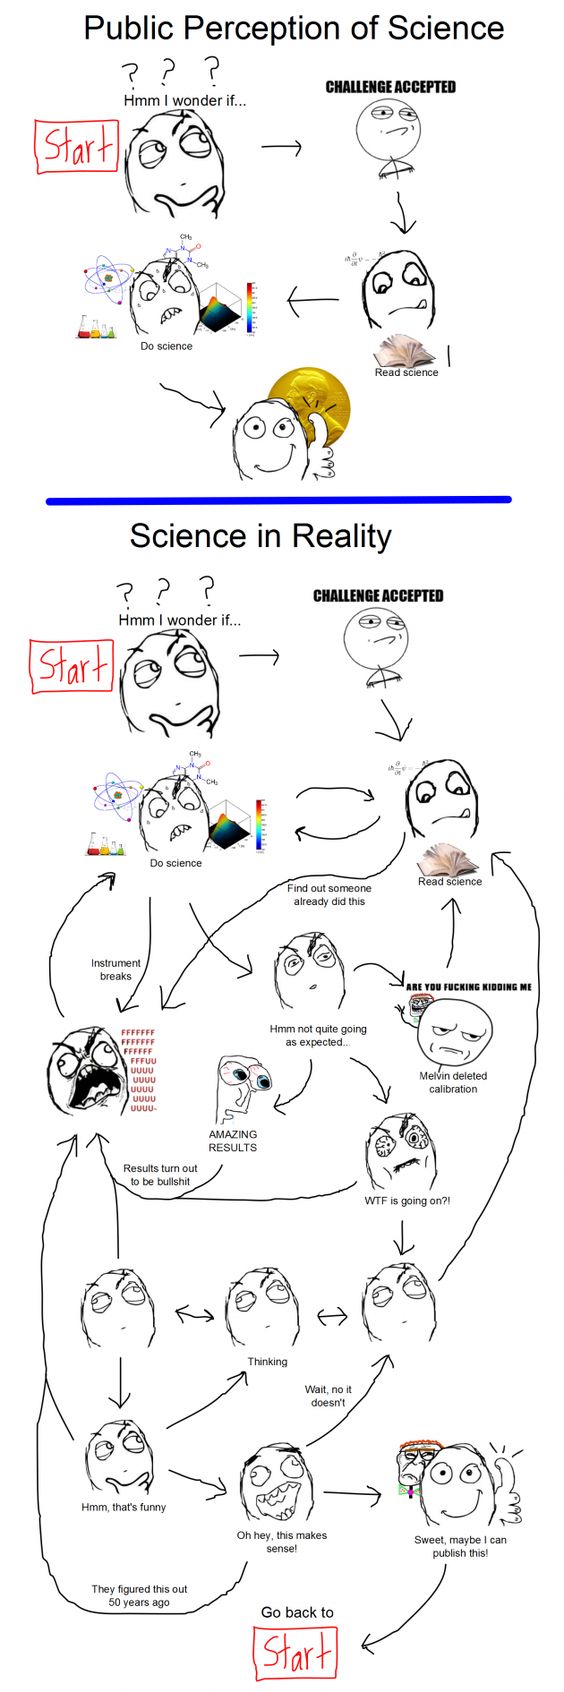 Public Perception of Science
? ? ?
Hmm I wonder if...
CHALLENGE ACCEPTED
Start
CH₃
N
O
N
CH₃
Do science
Read science
Science in Reality
? ? ?
Hmm I wonder if...
CHALLENGE ACCEPTED
Start
CH₃
N
O
N
CH₃
Do science
Read science
Find out someone
already did this
Instrument
breaks
ARE YOU FUCKING KIDDING ME
FFFFFFF
FFFFFFF
FFFFFF
FFFUU
UUUU
UUUU
UUUU
UUUU
UUUU~
Hmm not quite going
as expected..
Melvin deleted
calibration
AMAZING
RESULTS
Results turn out
to be bullshit
WTF is going on?!
Thinking
Wait, no it
doesn't
Hmm, that's funny
Oh hey, this makes
sense!
Sweet, maybe I can
publish this!
They figured this out
50 years ago
Go back to
Start